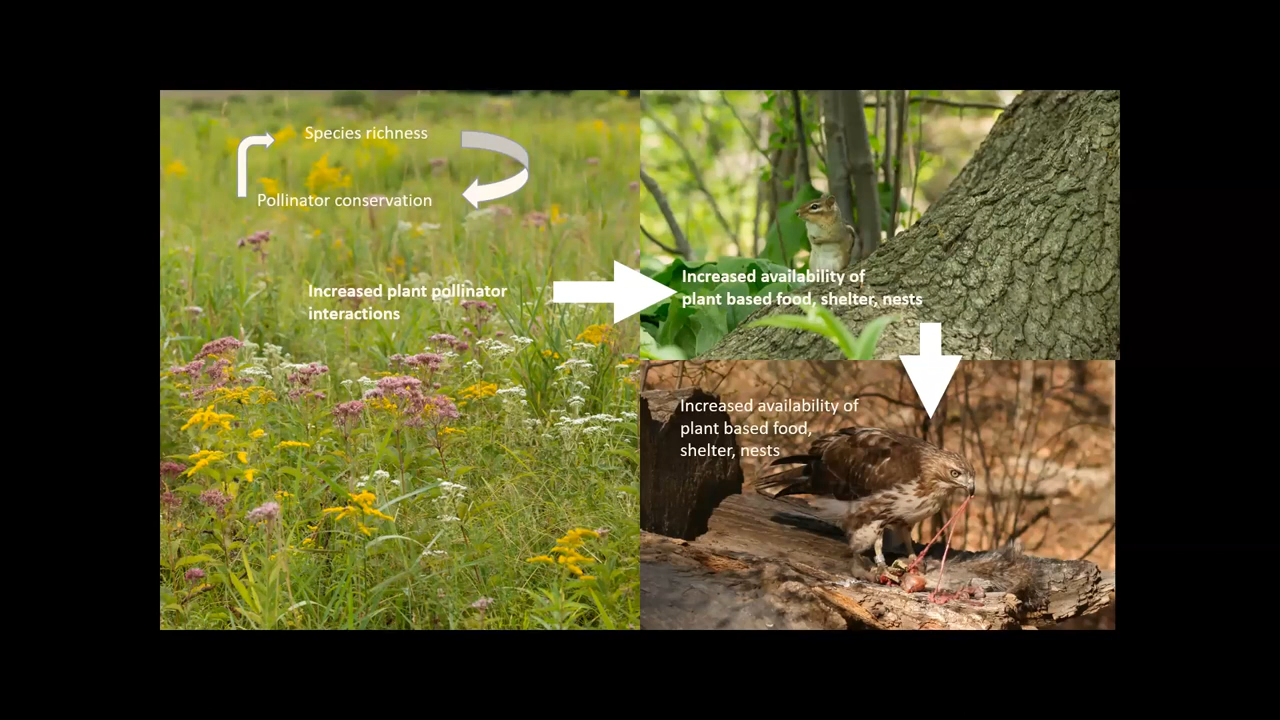 Species richness
Pollinator conservation
Increased plant pollinator
interactions
Increased availability of
plant based food, shelter, nests
Increased availability of
plant based food,
shelter, nests